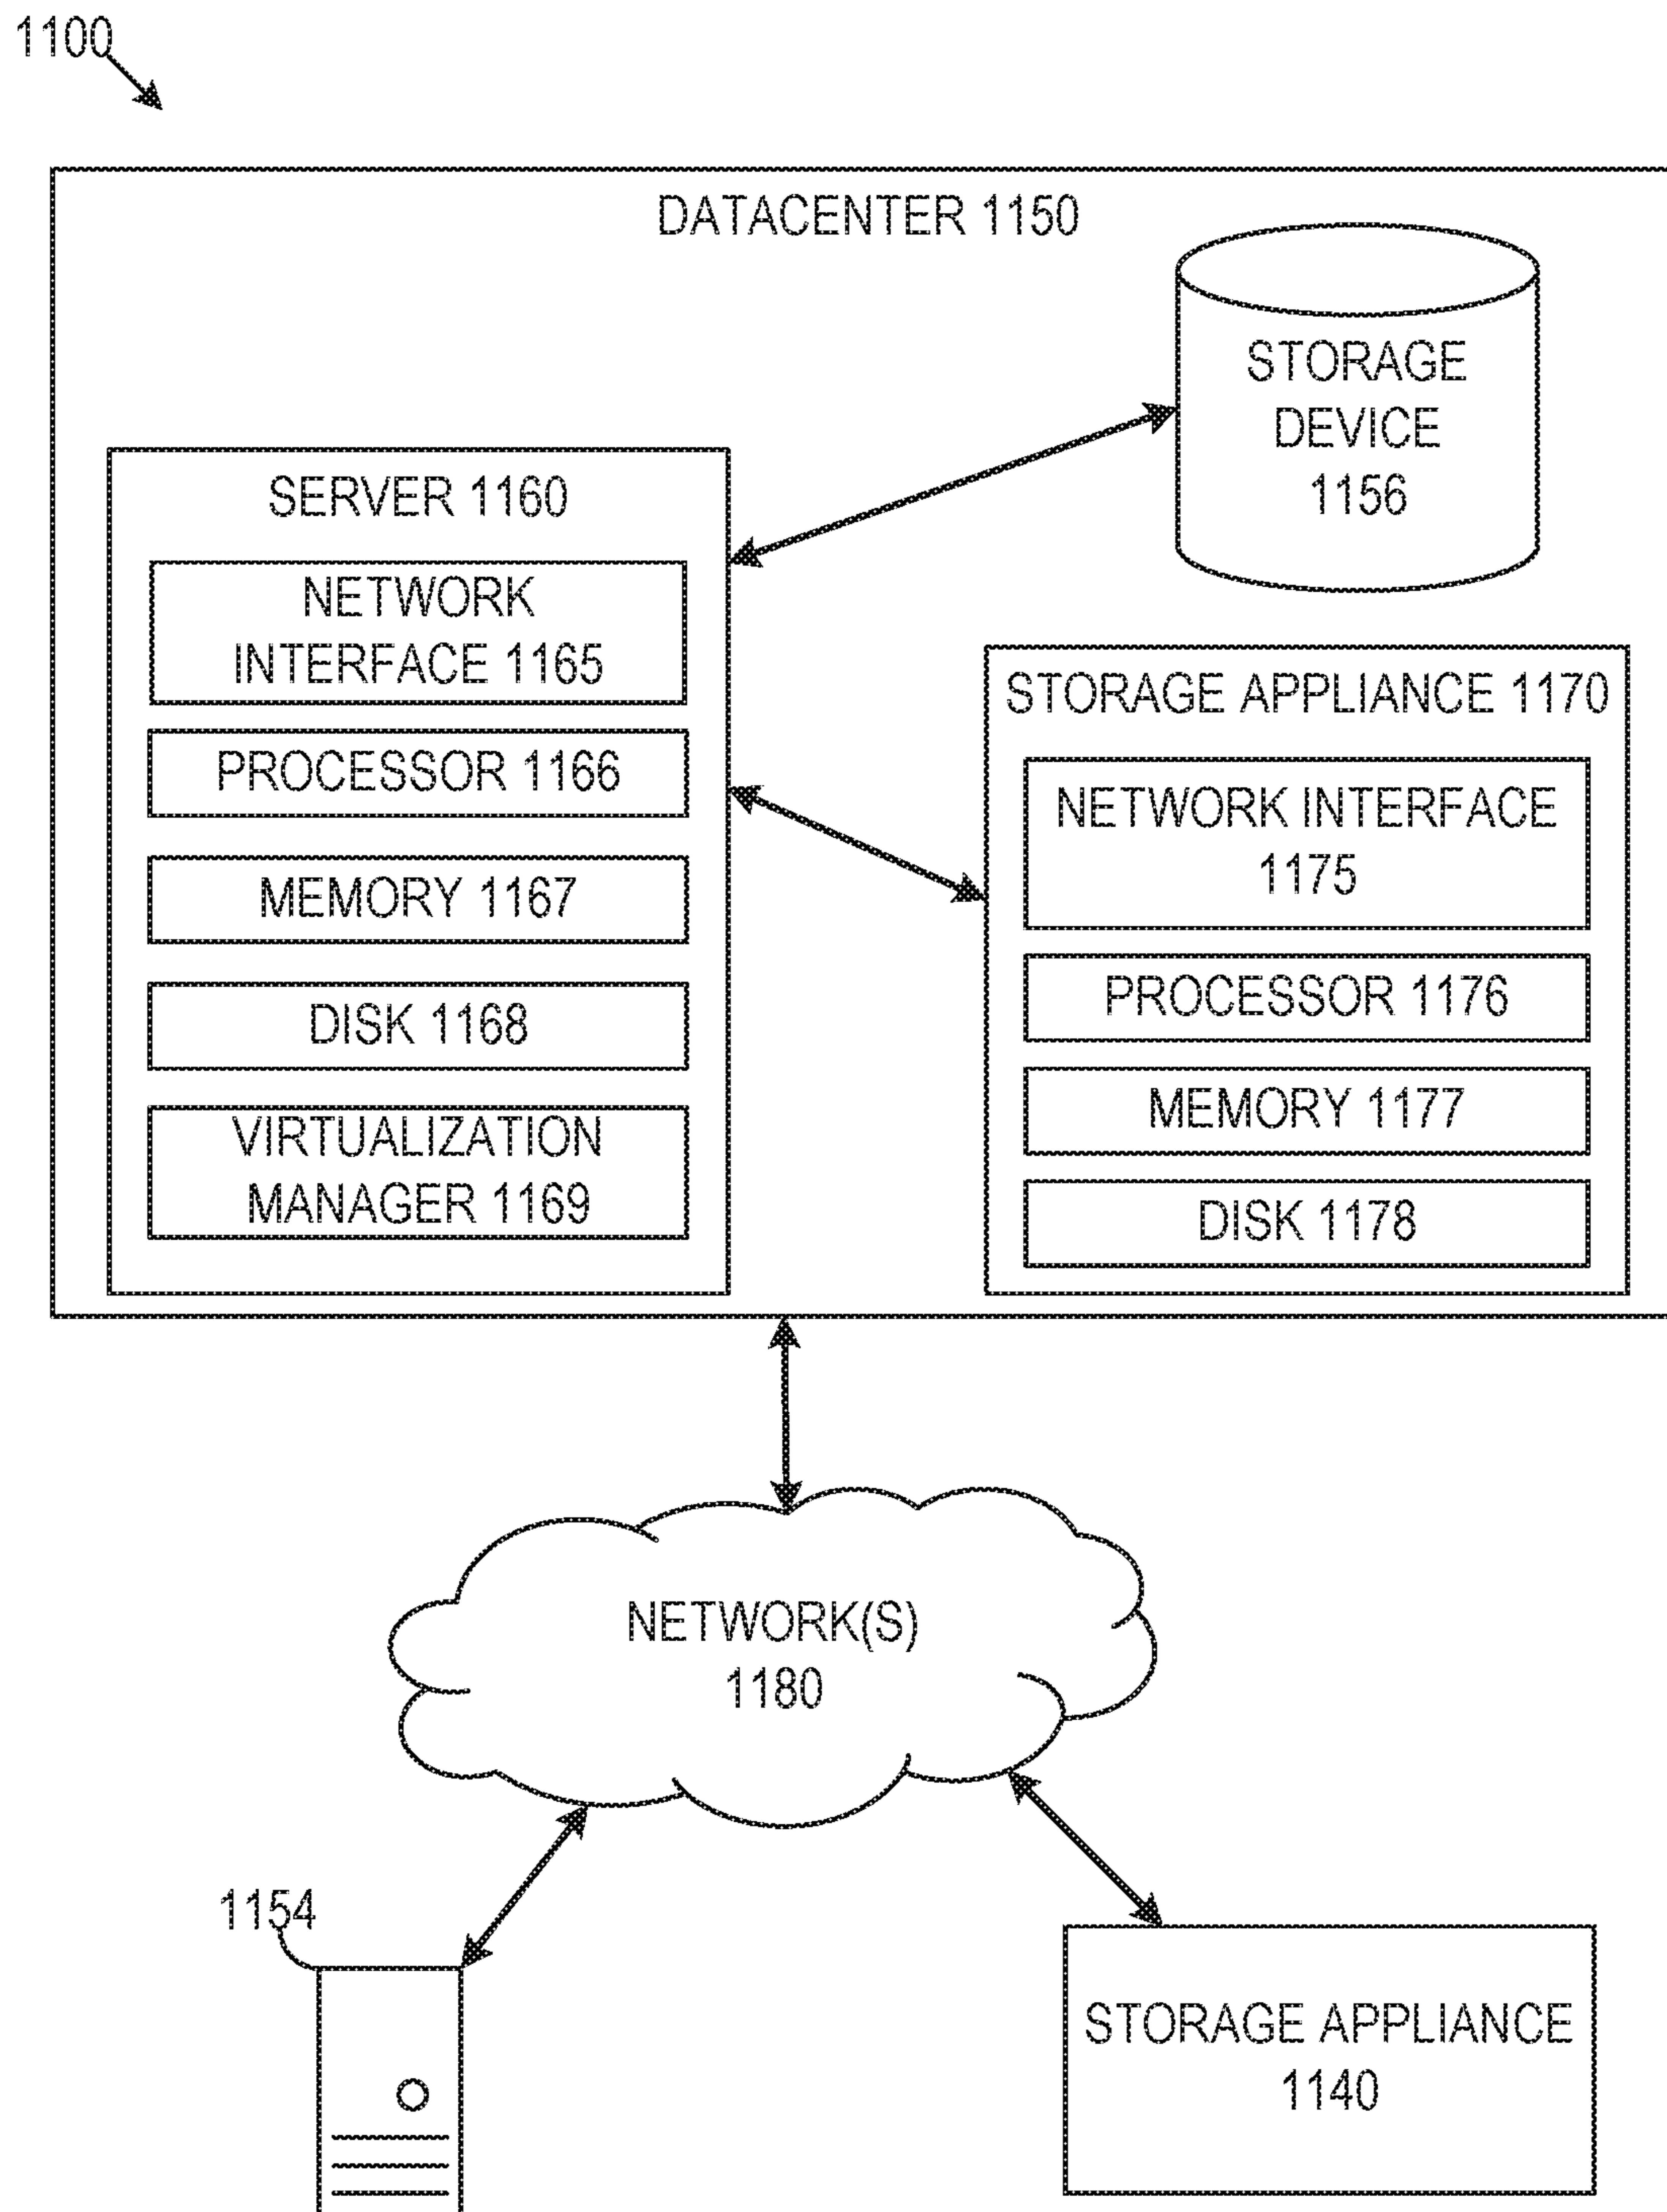 1100
DATACENTER 1150
STORAGE
DEVICE
1156
SERVER 1160
NETWORK
INTERFACE 1165
PROCESSOR 1166
MEMORY 1167
DISK 1168
VIRTUALIZATION
MANAGER 1169
STORAGE APPLIANCE 1170
NETWORK INTERFACE
1175
PROCESSOR 1176
MEMORY 1177
DISK 1178
NETWORK(S)
1180
1154
STORAGE APPLIANCE
1140